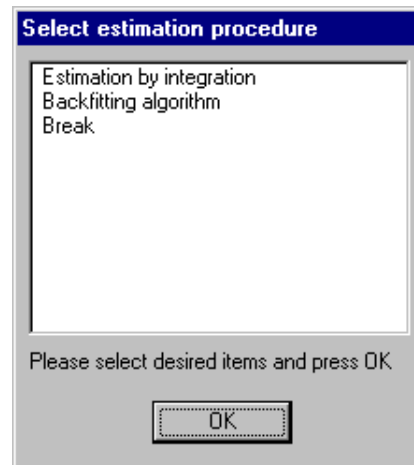 Select estimation procedure
Estimation by integration
Backfitting algorithm
Break
Please select desired items and press OK
OK